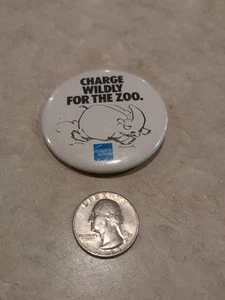 CHARGE
WILDLY
FOR THE ZOO.
LIBERTY